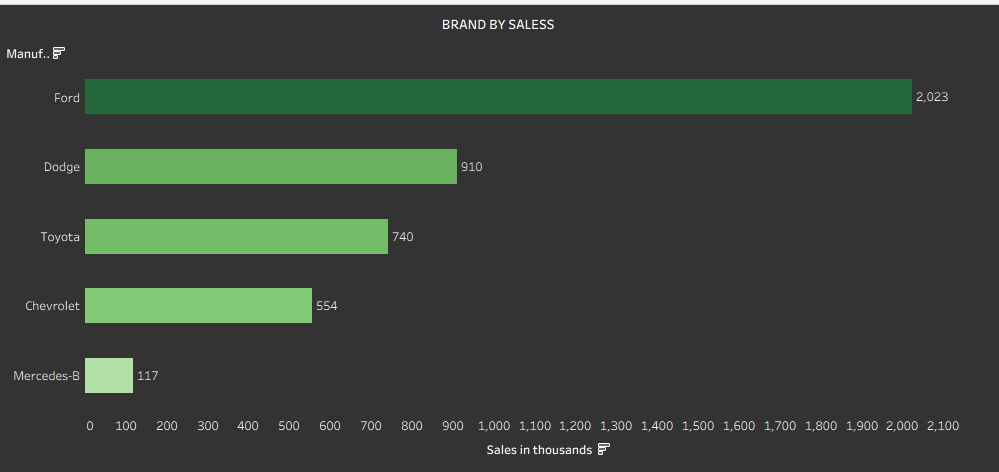 BRAND BY SALESS
Manuf..
Ford 2,023
Dodge 910
Toyota 740
Chevrolet 554
Mercedes-B 117
0 100 200 300 400 500 600 700 800 900 1,000 1,100 1,200 1,300 1,400 1,500 1,600 1,700 1,800 1,900 2,000 2,100
Sales in thousands